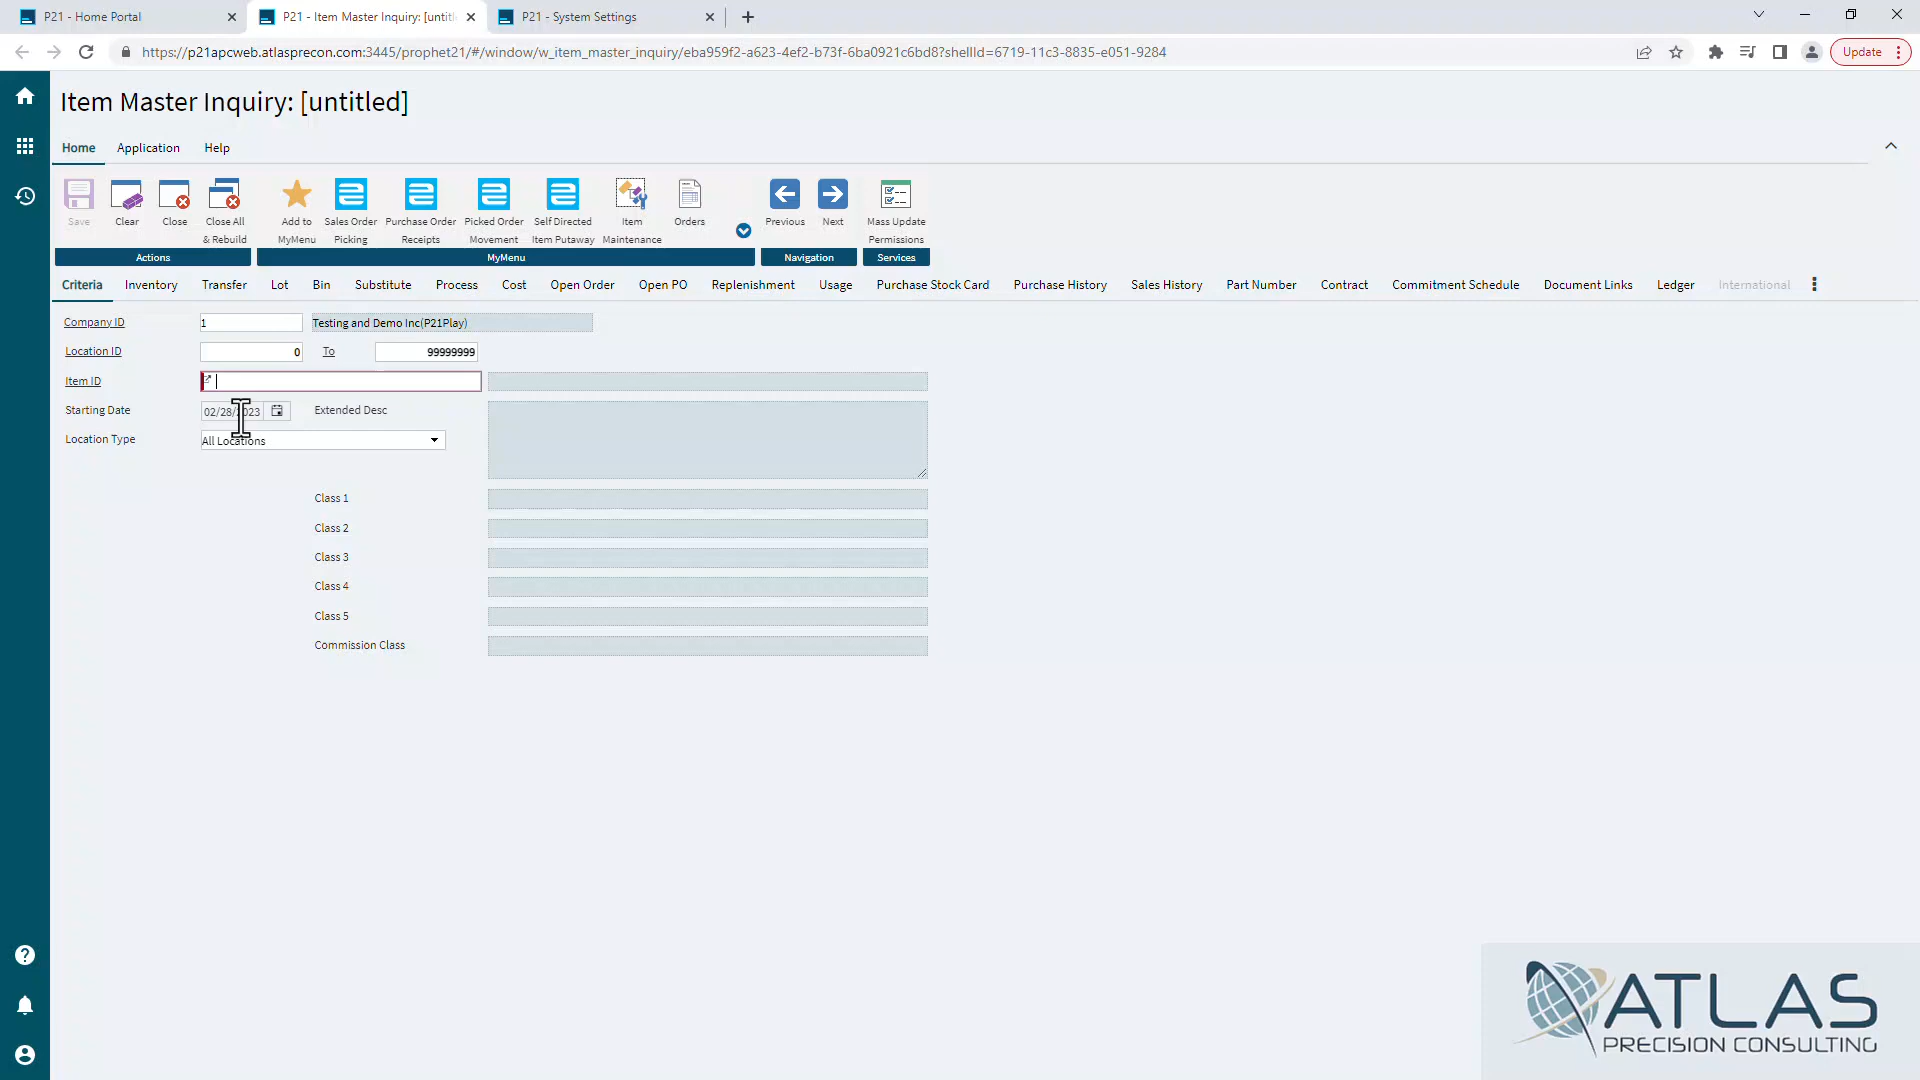 P21 - Home Portal
P21 - Item Master Inquiry: [untitl
P21 - System Settings
https://p21apcweb.atlasprecon.com:3445/prophet21/#/window/w_item_master_inquiry/eba959f2-a623-4ef2-b73f-6ba0921c6bd8?shellId=6719-11c3-8835-e051-9284
Update
Item Master Inquiry: [untitled]
Home Application Help
Save
Clear
Close
Close All
& Rebuild
Add to
MyMenu
Sales Order
Picking
Purchase Order
Receipts
Picked Order
Movement
Self Directed
Item Putaway
Item
Maintenance
Orders
Previous
Next
Mass Update
Permissions
Actions
MyMenu
Navigation
Services
Criteria Inventory Transfer Lot Bin Substitute Process Cost Open Order Open PO Replenishment Usage Purchase Stock Card Purchase History Sales History Part Number Contract Commitment Schedule Document Links Ledger International
Company ID 1 Testing and Demo Inc(P21Play)
Location ID 0 To 99999999
Item ID
Starting Date 02/28/2023 Extended Desc
Location Type All Locations
Class 1
Class 2
Class 3
Class 4
Class 5
Commission Class
ATLAS
PRECISION CONSULTING